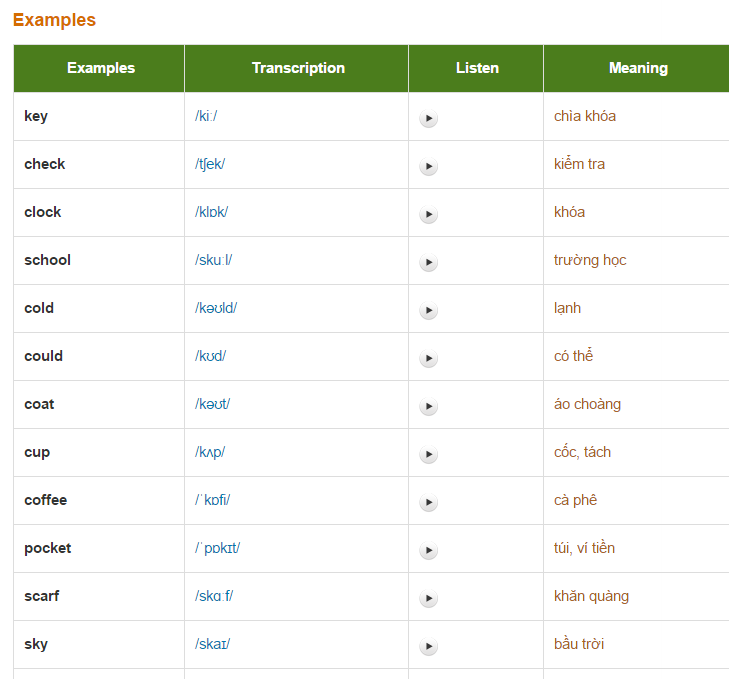 Examples
Examples Transcription Listen Meaning
key /kiː/ chìa khóa
check /tʃek/ kiểm tra
clock /klɒk/ khóa
school /skuːl/ trường học
cold /kəʊld/ lạnh
could /kʊd/ có thể
coat /kəʊt/ áo choàng
cup /kʌp/ cốc, tách
coffee /ˈkɒfi/ cà phê
pocket /ˈpɒkɪt/ túi, ví tiền
scarf /skɑːf/ khăn quàng
sky /skaɪ/ bầu trời